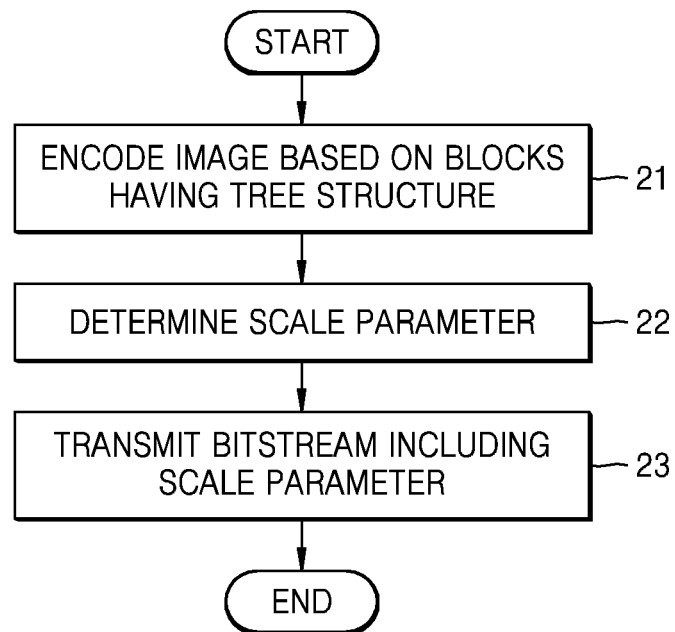 START
ENCODE IMAGE BASED ON BLOCKS
HAVING TREE STRUCTURE
21
DETERMINE SCALE PARAMETER
22
TRANSMIT BITSTREAM INCLUDING
SCALE PARAMETER
23
END